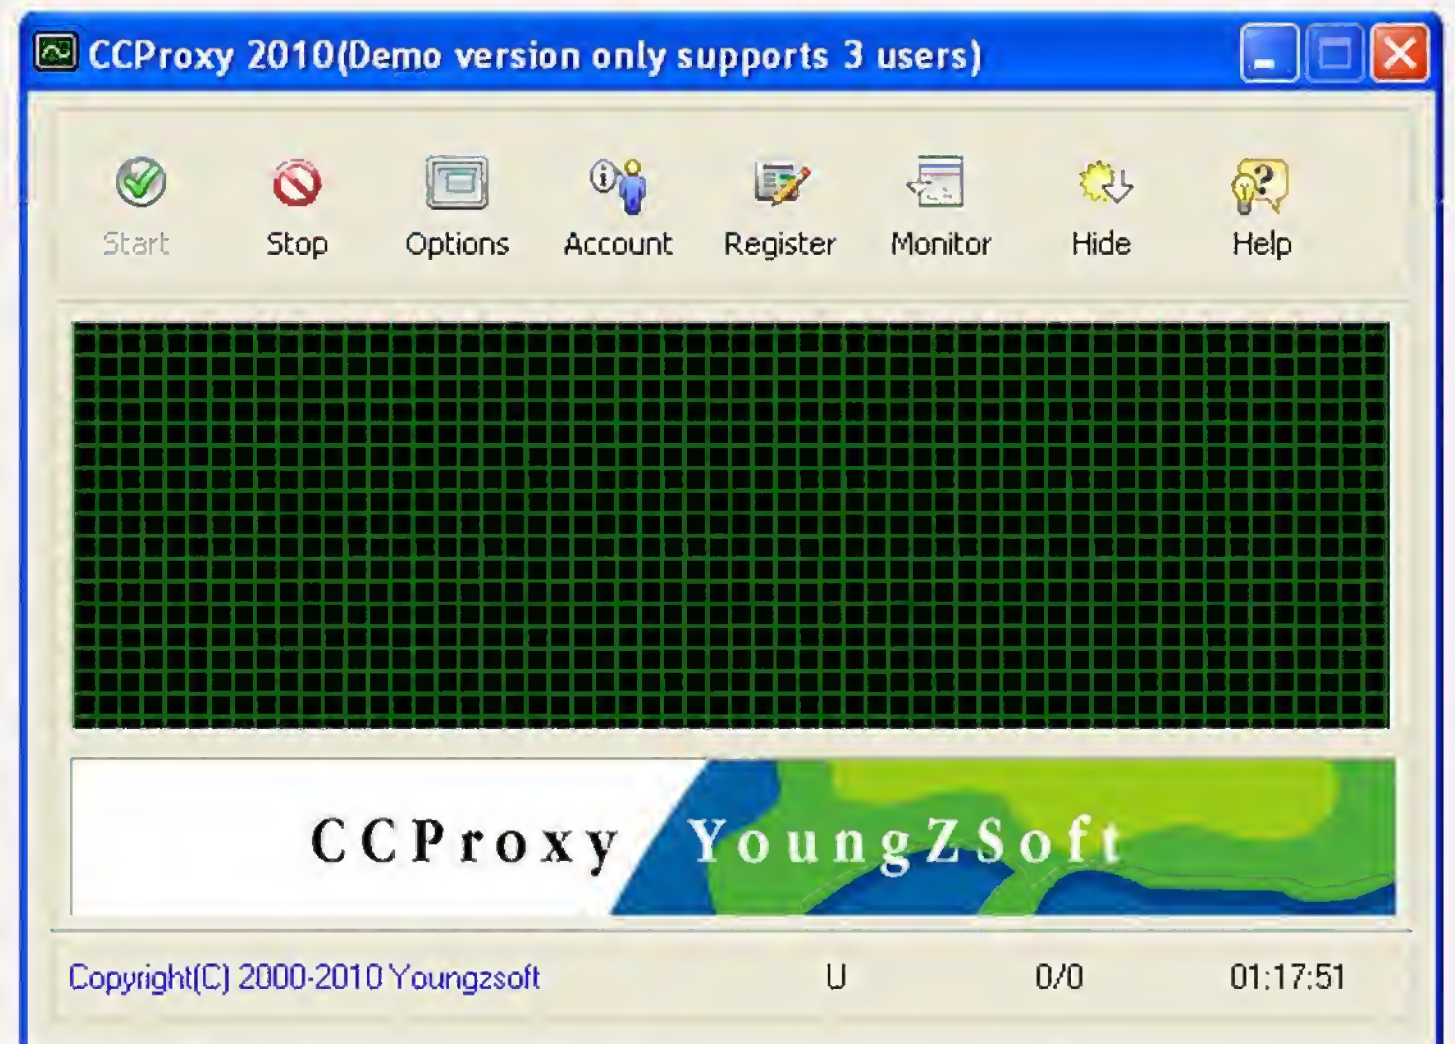 CCProxy 2010(Demo version only supports 3 users)
Start Stop Options Account Register Monitor Hide Help
CCProxy YoungZSoft
Copyright(C) 2000-2010 Youngzsoft U 0/0 01:17:51